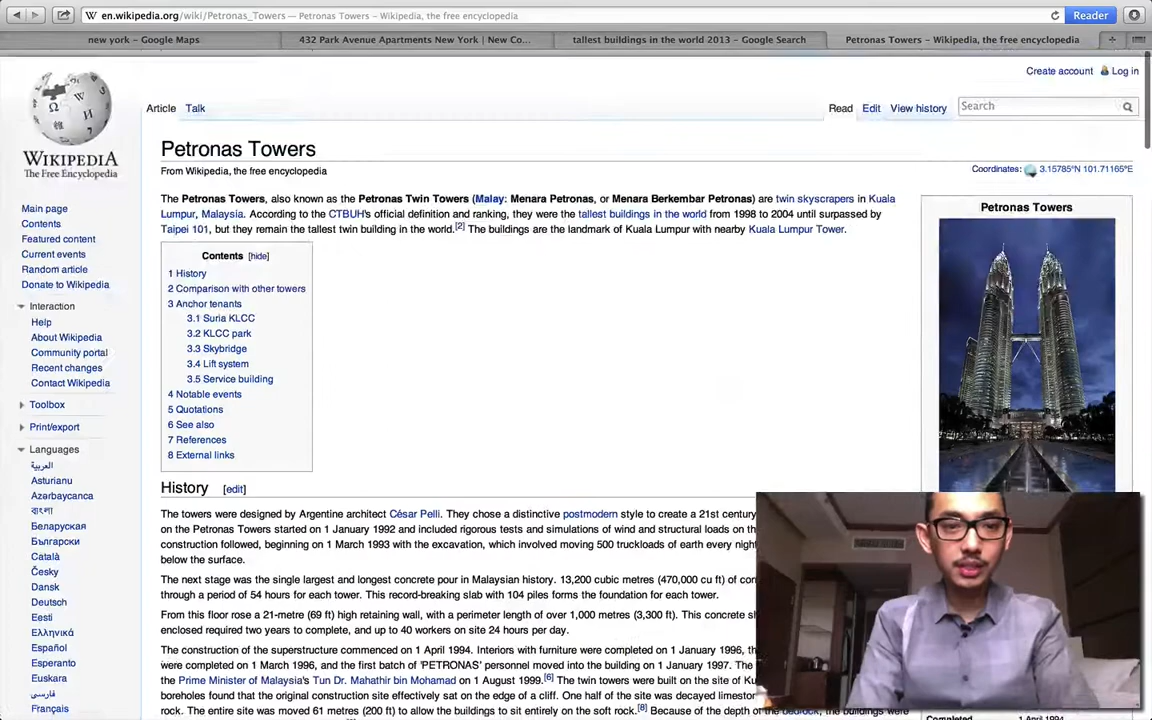 en.wikipedia.org/wiki/Petronas_Towers — Petronas Towers – Wikipedia, the free encyclopedia
Reader
new york – Google Maps
432 Park Avenue Apartments New York | New Co...
tallest buildings in the world 2013 – Google Search
Petronas Towers – Wikipedia, the free encyclopedia
Create account
Log in
Article
Talk
Read
Edit
View history
Search
WIKIPEDIA
The Free Encyclopedia
Petronas Towers
From Wikipedia, the free encyclopedia
Coordinates: 3.15785°N 101.71165°E
The Petronas Towers, also known as the Petronas Twin Towers (Malay: Menara Petronas, or Menara Berkembar Petronas) are twin skyscrapers in Kuala
Lumpur, Malaysia. According to the CTBUH's official definition and ranking, they were the tallest buildings in the world from 1998 to 2004 until surpassed by
Taipei 101, but they remain the tallest twin building in the world.[2] The buildings are the landmark of Kuala Lumpur with nearby Kuala Lumpur Tower.
Petronas Towers
Main page
Contents
Featured content
Current events
Random article
Donate to Wikipedia
Interaction
Help
About Wikipedia
Community portal
Recent changes
Contact Wikipedia
Toolbox
Print/export
Languages
العربية
Asturianu
Azərbaycanca
বাংলা
Беларуская
Български
Català
Česky
Dansk
Deutsch
Eesti
Ελληνικά
Español
Esperanto
Euskara
فارسی
Français
Contents [hide]
1 History
2 Comparison with other towers
3 Anchor tenants
3.1 Suria KLCC
3.2 KLCC park
3.3 Skybridge
3.4 Lift system
3.5 Service building
4 Notable events
5 Quotations
6 See also
7 References
8 External links
History [edit]
The towers were designed by Argentine architect César Pelli. They chose a distinctive postmodern style to create a 21st century
on the Petronas Towers started on 1 January 1992 and included rigorous tests and simulations of wind and structural loads on th
construction followed, beginning on 1 March 1993 with the excavation, which involved moving 500 truckloads of earth every night
below the surface.
The next stage was the single largest and longest concrete pour in Malaysian history. 13,200 cubic metres (470,000 cu ft) of con
through a period of 54 hours for each tower. This record-breaking slab with 104 piles forms the foundation for each tower.
From this floor rose a 21-metre (69 ft) high retaining wall, with a perimeter length of over 1,000 metres (3,300 ft). This concrete s
enclosed required two years to complete, and up to 40 workers on site 24 hours per day.
The construction of the superstructure commenced on 1 April 1994. Interiors with furniture were completed on 1 January 1996, th
were completed on 1 March 1996, and the first batch of 'PETRONAS' personnel moved into the building on 1 January 1997. The
the Prime Minister of Malaysia's Tun Dr. Mahathir bin Mohamad on 1 August 1999.[6] The twin towers were built on the site of Ku
boreholes found that the original construction site effectively sat on the edge of a cliff. One half of the site was decayed limestor
rock. The entire site was moved 61 metres (200 ft) to allow the buildings to sit entirely on the soft rock.[8] Because of the depth of the bedrock, the buildings were
Completed 1 April 1994